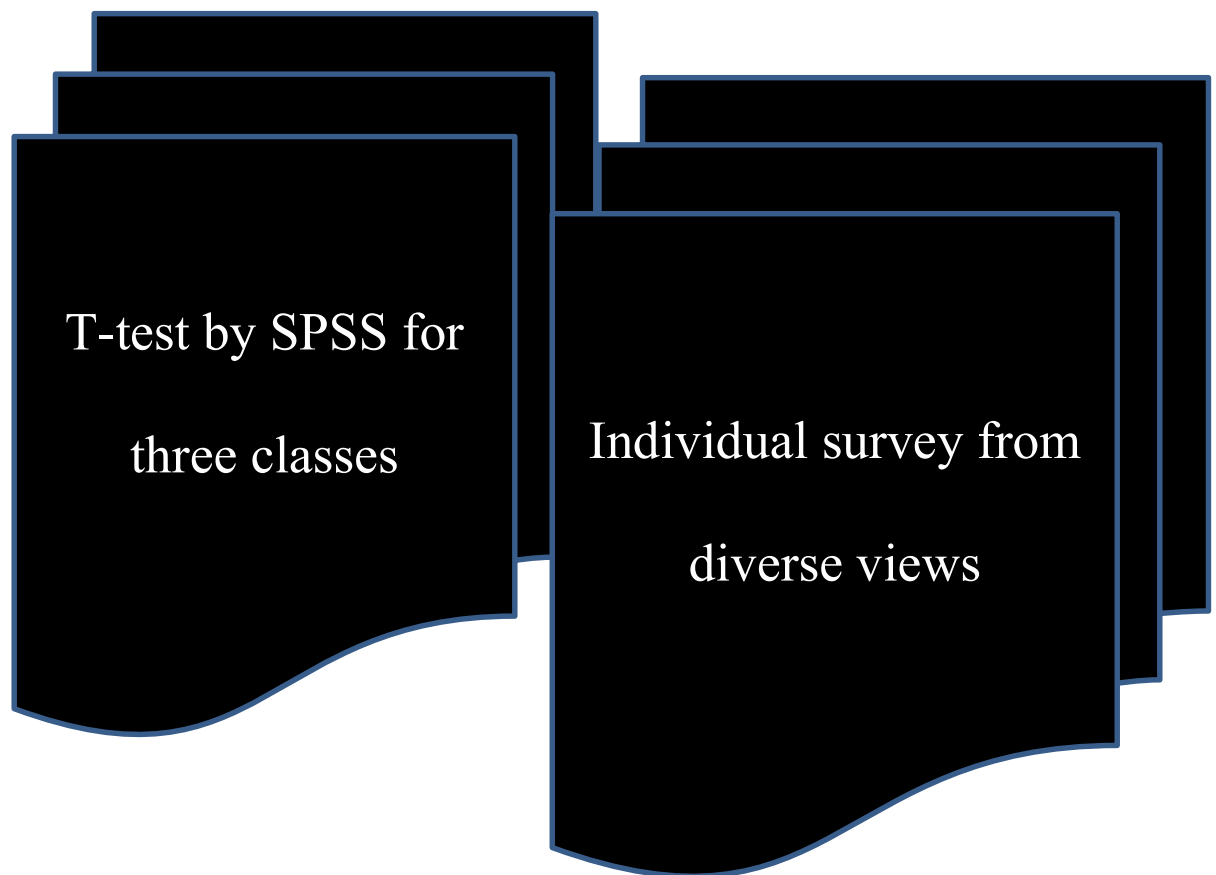 T-test by SPSS for
three classes
Individual survey from
diverse views